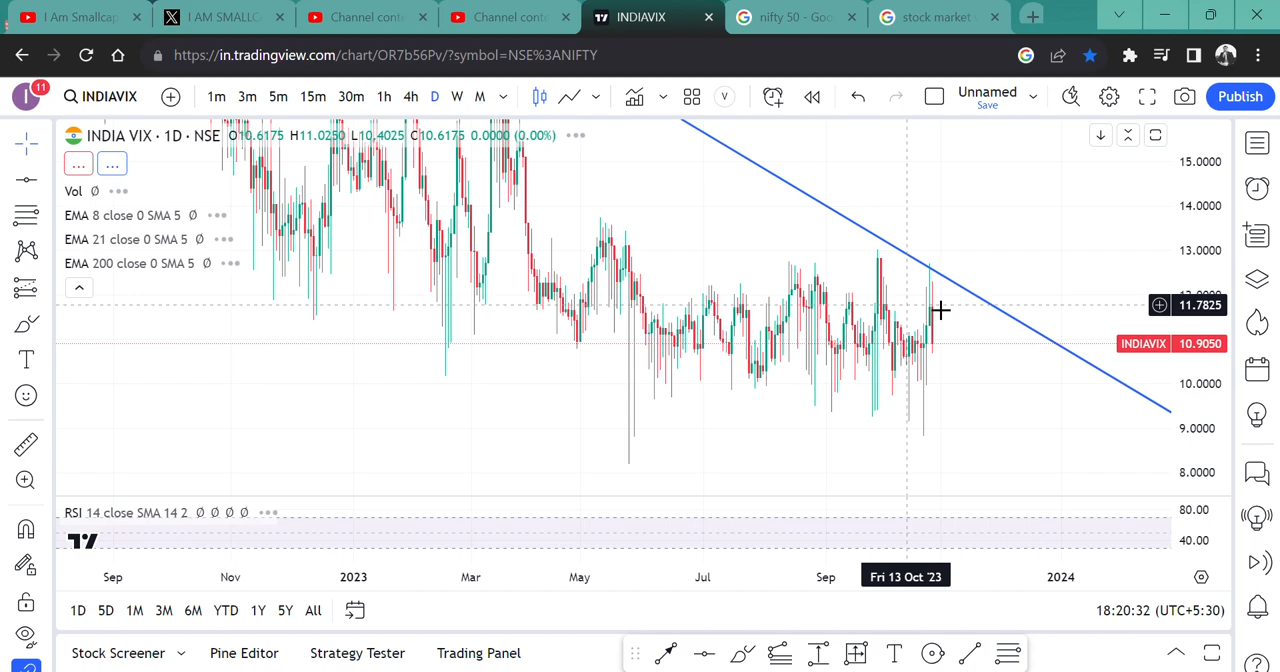 I Am Smallcap
I AM SMALLC
Channel cont
Channel cont
INDIAVIX
nifty 50 - Goo
stock market
https://in.tradingview.com/chart/OR7b56Pv/?symbol=NSE%3ANIFTY
I 11 INDIAVIX 1m 3m 5m 15m 30m 1h 4h D W M V Unnamed Save Publish
INDIA VIX · 1D · NSE O10.6175 H11.0250 L10.4025 C10.6175 0.0000 (0.00%)
15.0000
Vol Ø
14.0000
EMA 8 close 0 SMA 5 Ø
EMA 21 close 0 SMA 5 Ø
13.0000
EMA 200 close 0 SMA 5 Ø
11.7825
INDIAVIX 10.9050
10.0000
9.0000
8.0000
RSI 14 close SMA 14 2 Ø Ø Ø Ø
80.00
40.00
Sep Nov 2023 Mar May Jul Sep Fri 13 Oct '23 2024
1D 5D 1M 3M 6M YTD 1Y 5Y All 18:20:32 (UTC+5:30)
Stock Screener Pine Editor Strategy Tester Trading Panel